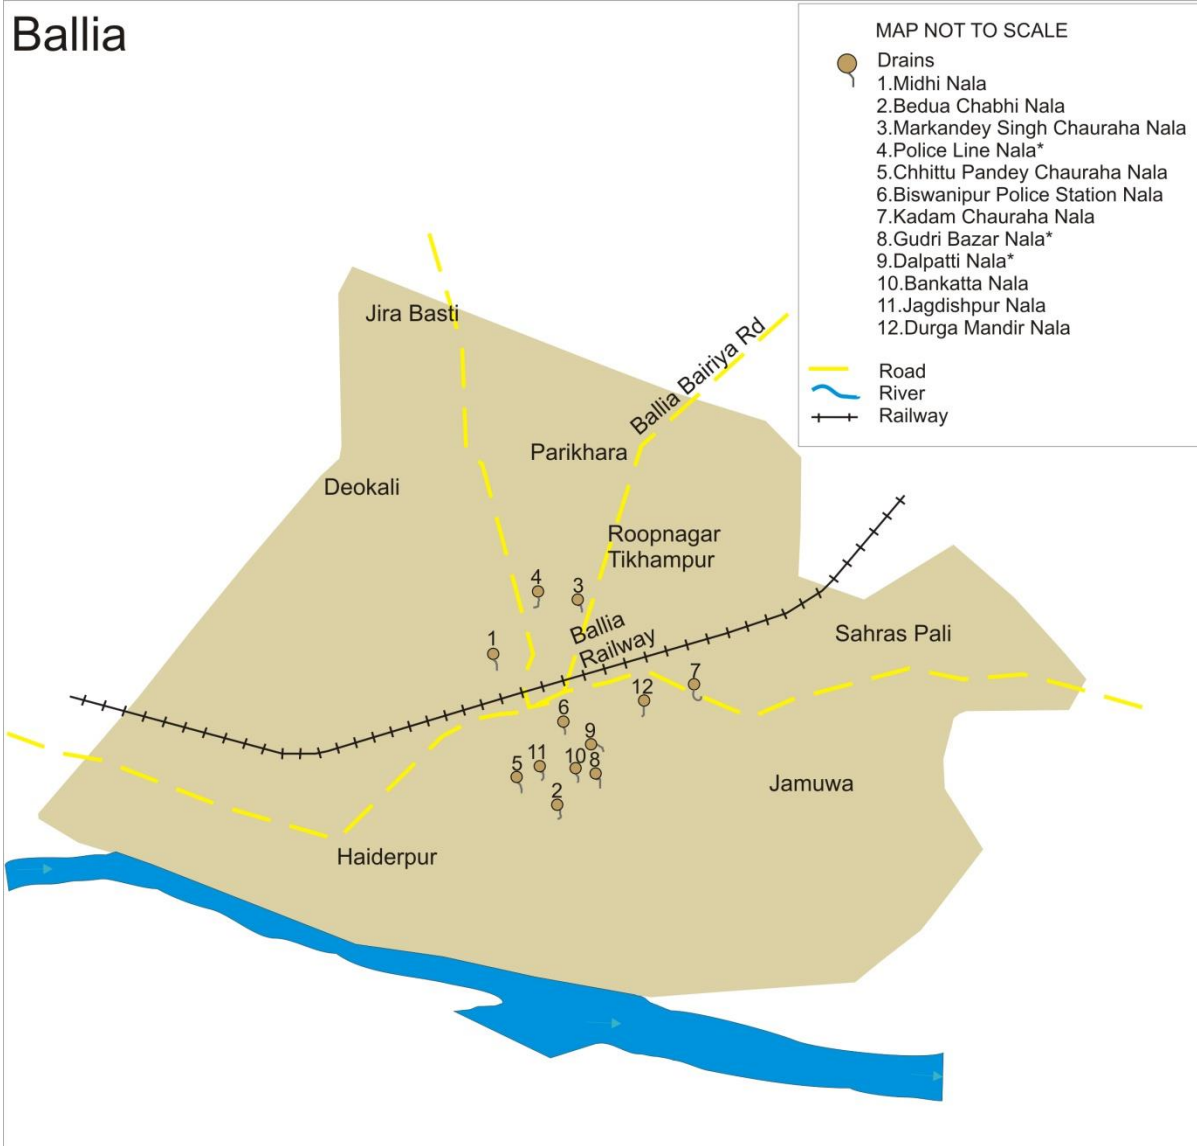 Ballia
MAP NOT TO SCALE
Drains
1.Midhi Nala
2.Bedua Chabhi Nala
3.Markandey Singh Chauraha Nala
4.Police Line Nala*
5.Chhittu Pandey Chauraha Nala
6.Biswanipur Police Station Nala
7.Kadam Chauraha Nala
8.Gudri Bazar Nala*
9.Dalpatti Nala*
10.Bankatta Nala
11.Jagdishpur Nala
12.Durga Mandir Nala
Road
River
Railway
Jira Basti
Ballia Bairiya Rd
Parikhara
Deokali
Roopnagar
Tikhampur
4
3
Ballia
Railway
Sahras Pali
1
7
12
6
9
11
10
8
5
2
Jamuwa
Haiderpur